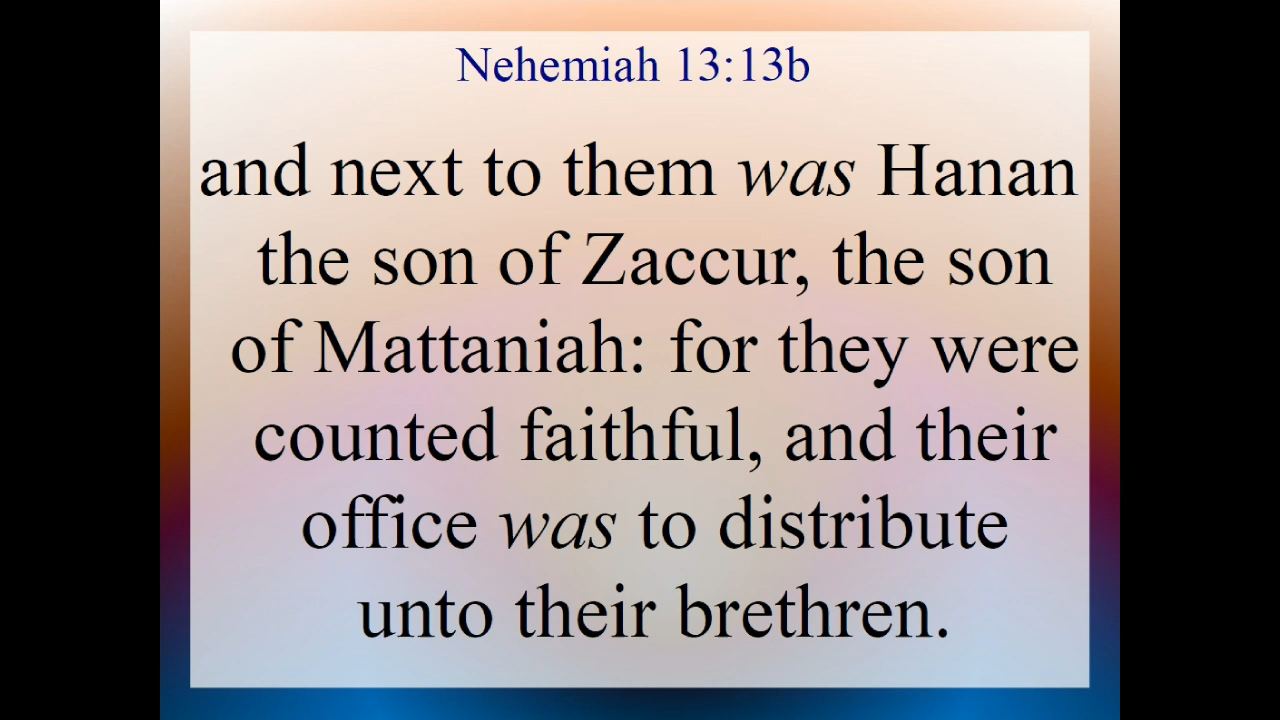 Nehemiah 13:13b
and next to them was Hanan
the son of Zaccur, the son
of Mattaniah: for they were
counted faithful, and their
office was to distribute
unto their brethren.